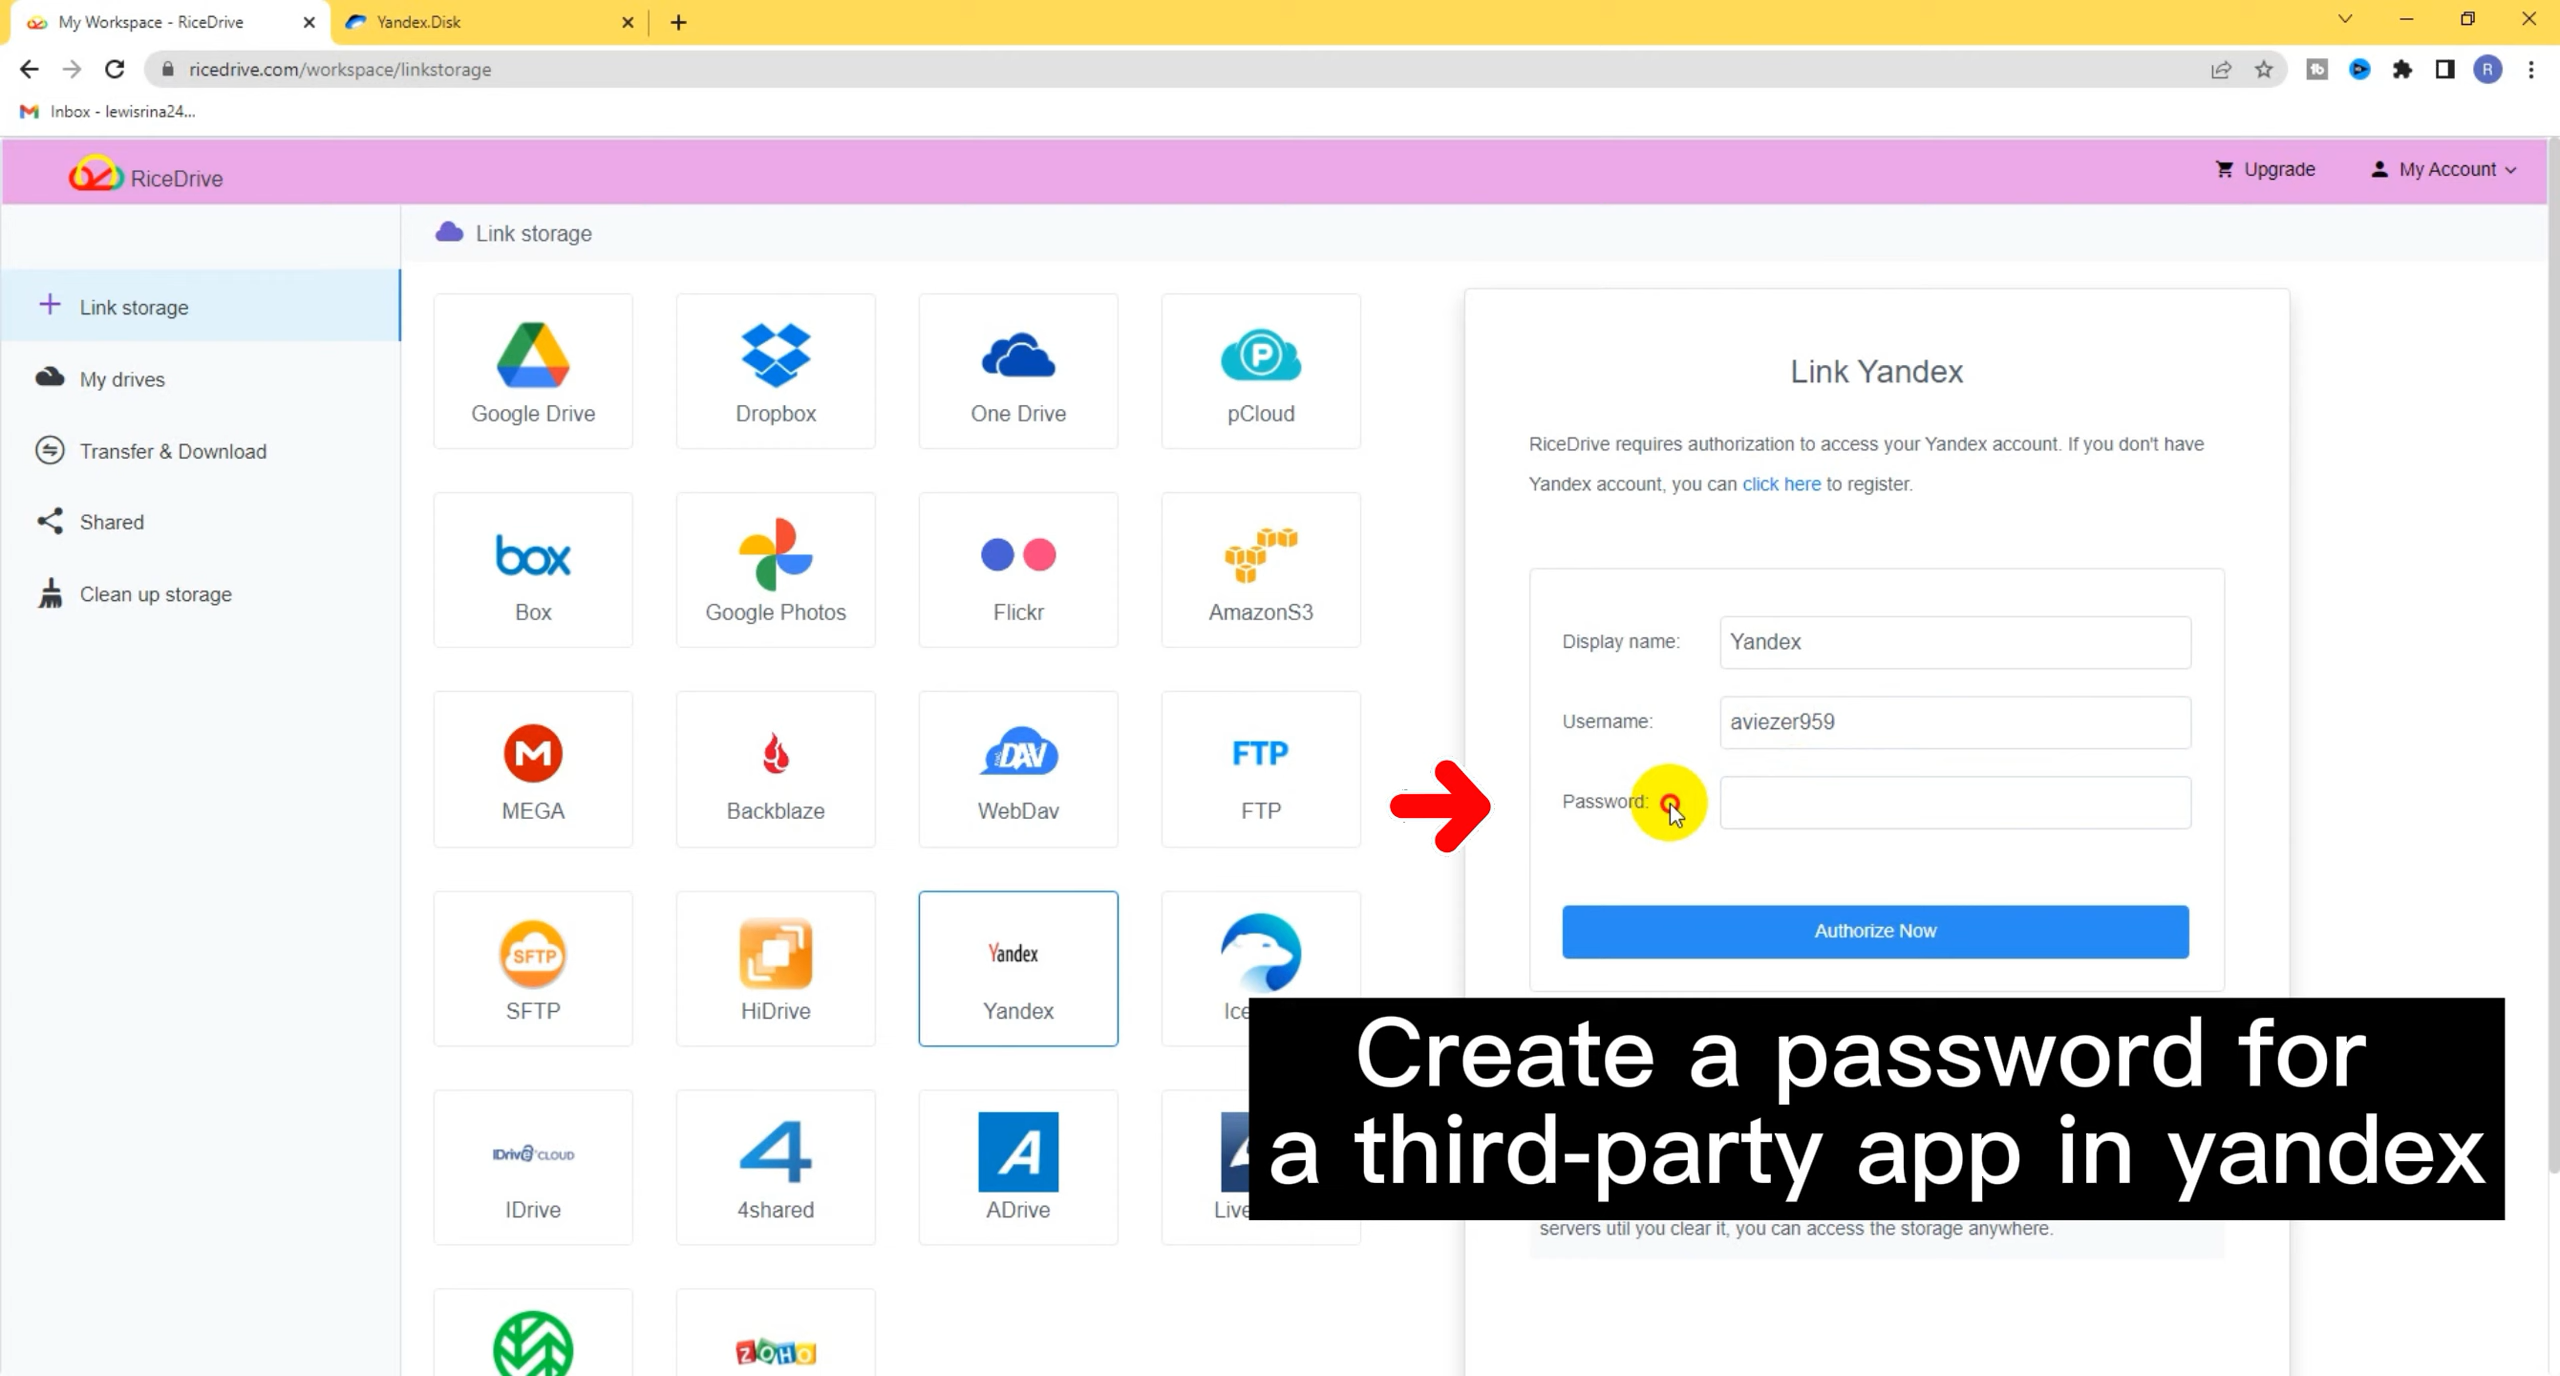 My Workspace - RiceDrive
Yandex.Disk
ricedrive.com/workspace/linkstorage
Inbox - lewisrina24...
RiceDrive
Upgrade
My Account
Link storage
Link storage
My drives
Transfer & Download
Shared
Clean up storage
Google Drive
Dropbox
One Drive
pCloud
box
Box
Google Photos
Flickr
AmazonS3
MEGA
Backblaze
DAV
WebDav
FTP
FTP
SFTP
SFTP
HiDrive
Yandex
Yandex
Ice
IDrive CLOUD
IDrive
4shared
ADrive
Live
ZOHO
Link Yandex
RiceDrive requires authorization to access your Yandex account. If you don't have
Yandex account, you can click here to register.
Display name:
Yandex
Username:
aviezer959
Password:
Authorize Now
Create a password for
a third-party app in yandex
servers util you clear it, you can access the storage anywhere.